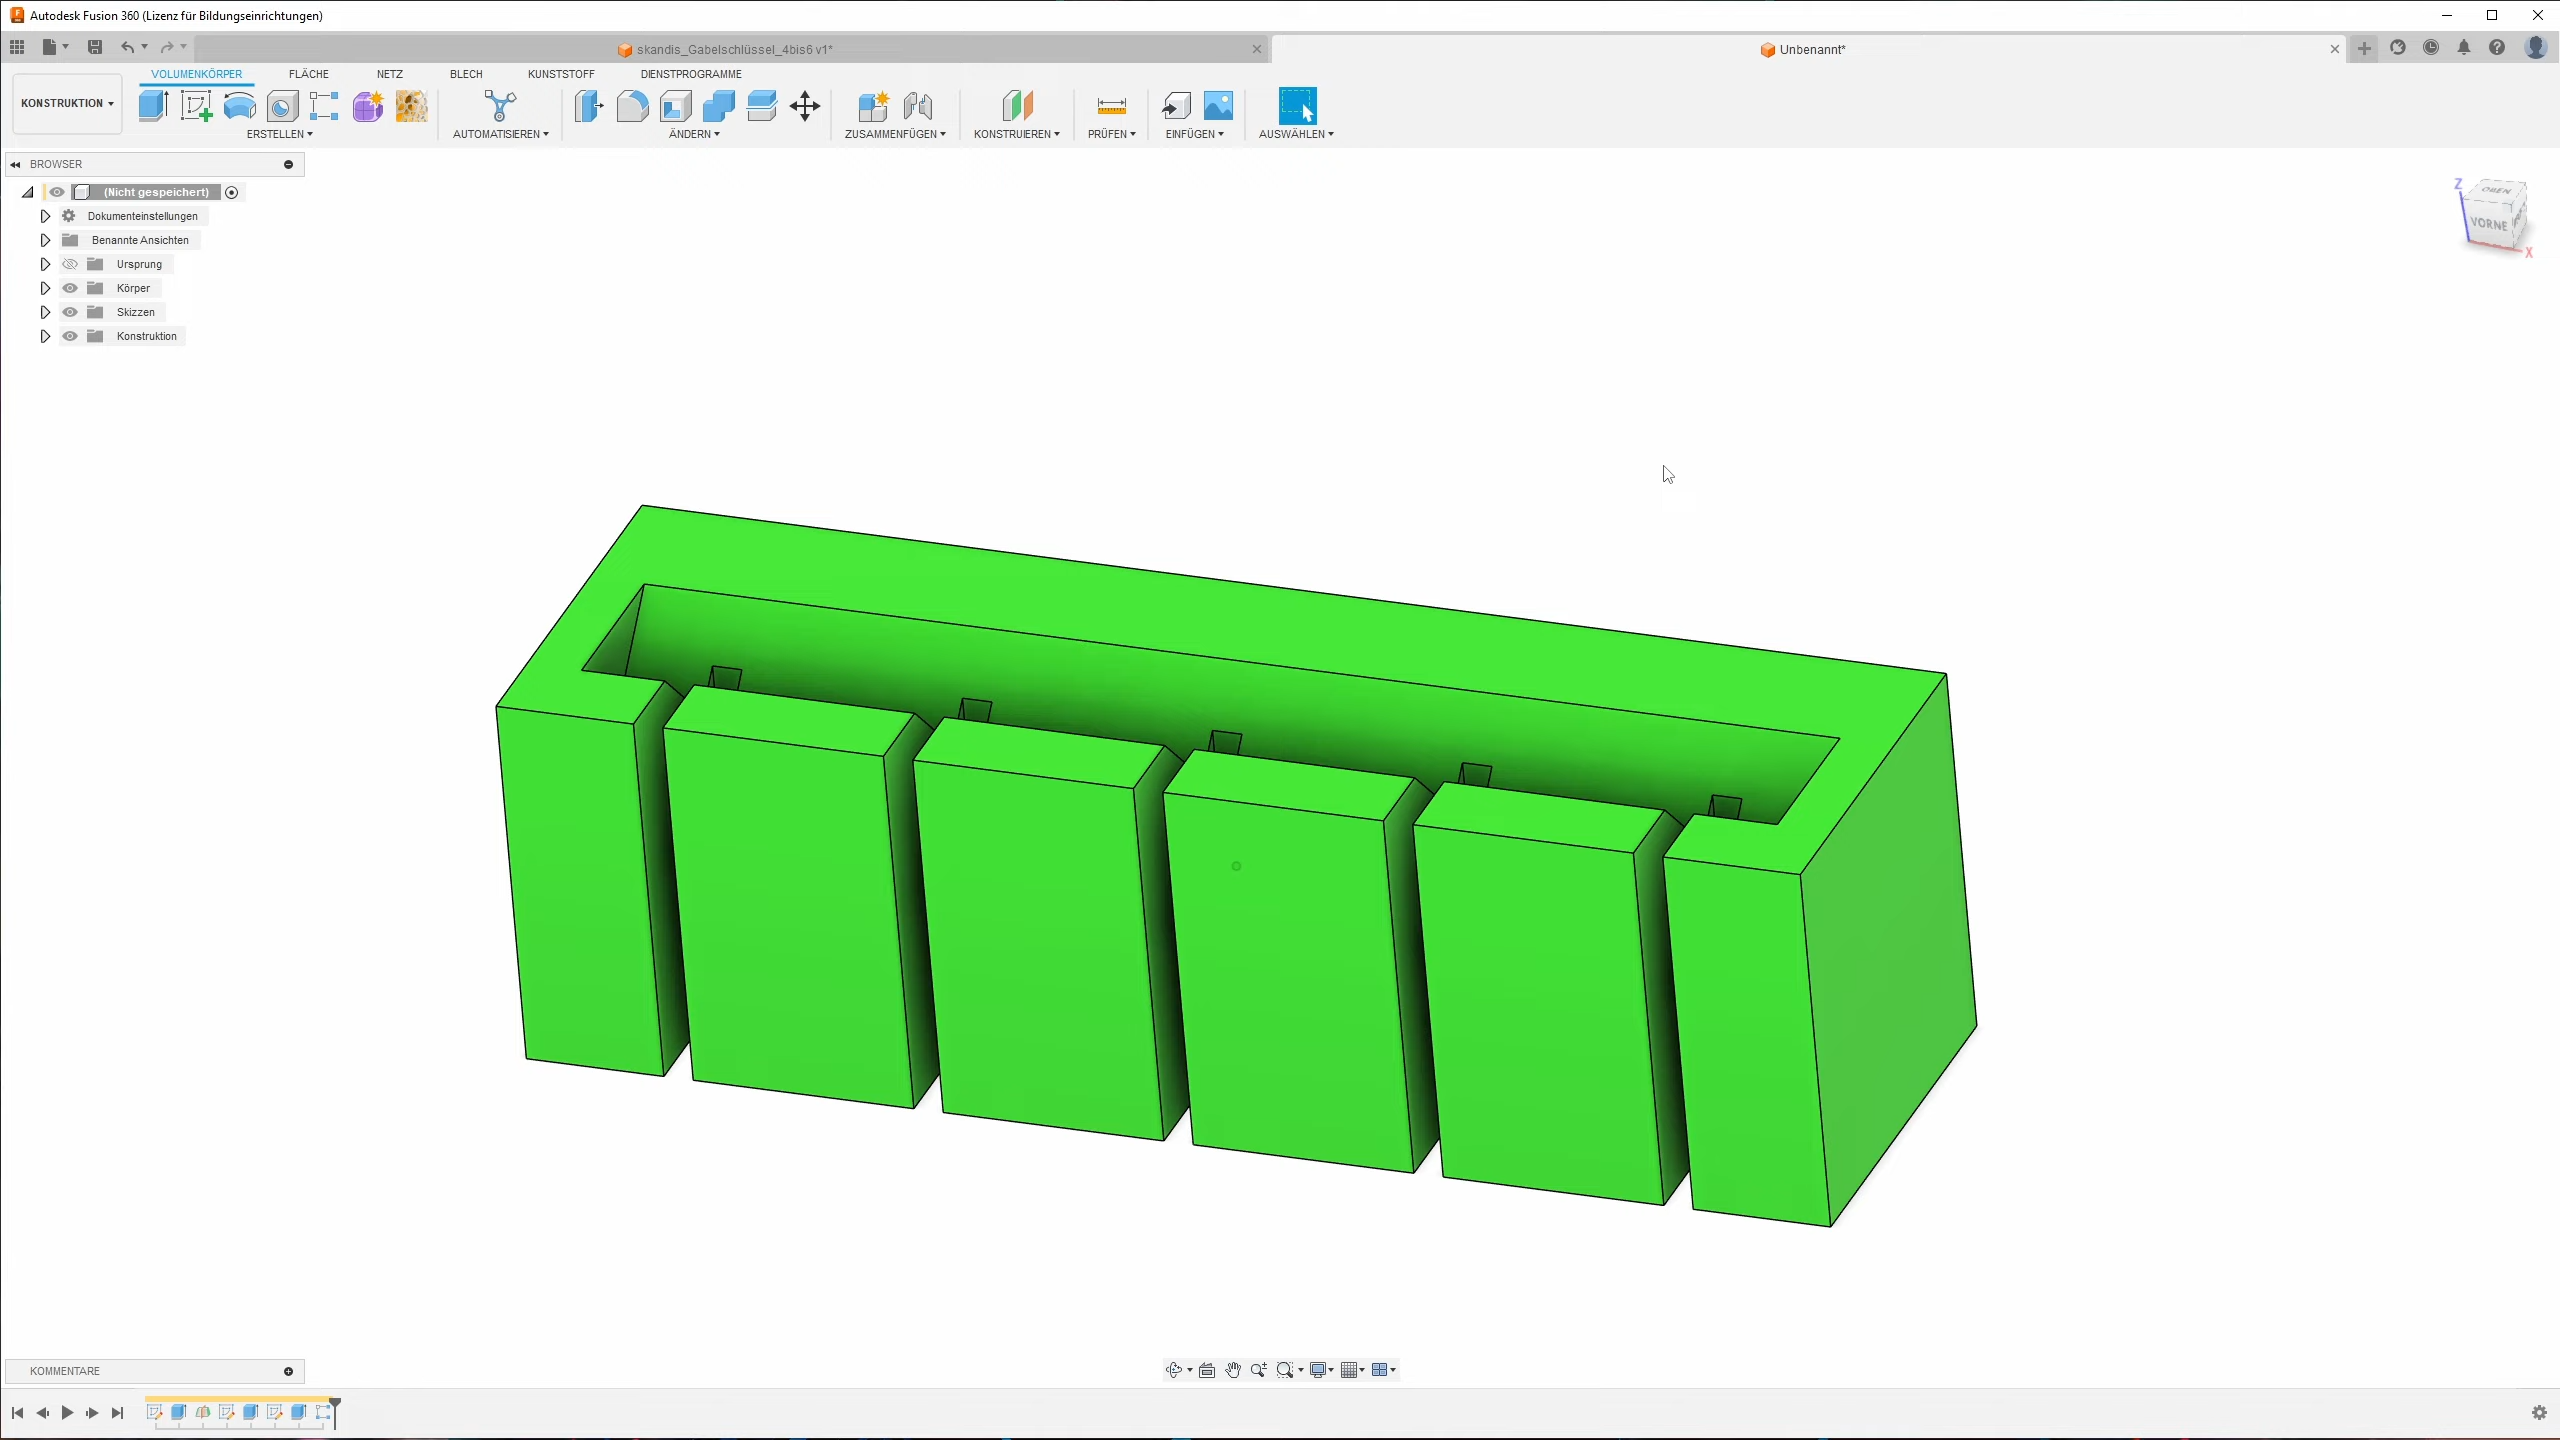 Autodesk Fusion 360 (Lizenz für Bildungseinrichtungen)
skandis_Gabelschlüssel_4bis6 v1*
Unbenannt*
KONSTRUKTION
VOLUMENKÖRPER
FLÄCHE
NETZ
BLECH
KUNSTSTOFF
DIENSTPROGRAMME
ERSTELLEN
AUTOMATISIEREN
ÄNDERN
ZUSAMMENFÜGEN
KONSTRUIEREN
PRÜFEN
EINFÜGEN
AUSWÄHLEN
BROWSER
(Nicht gespeichert)
Dokumenteinstellungen
Benannte Ansichten
Ursprung
Körper
Skizzen
Konstruktion
Z
OBEN
VORNE
X
KOMMENTARE